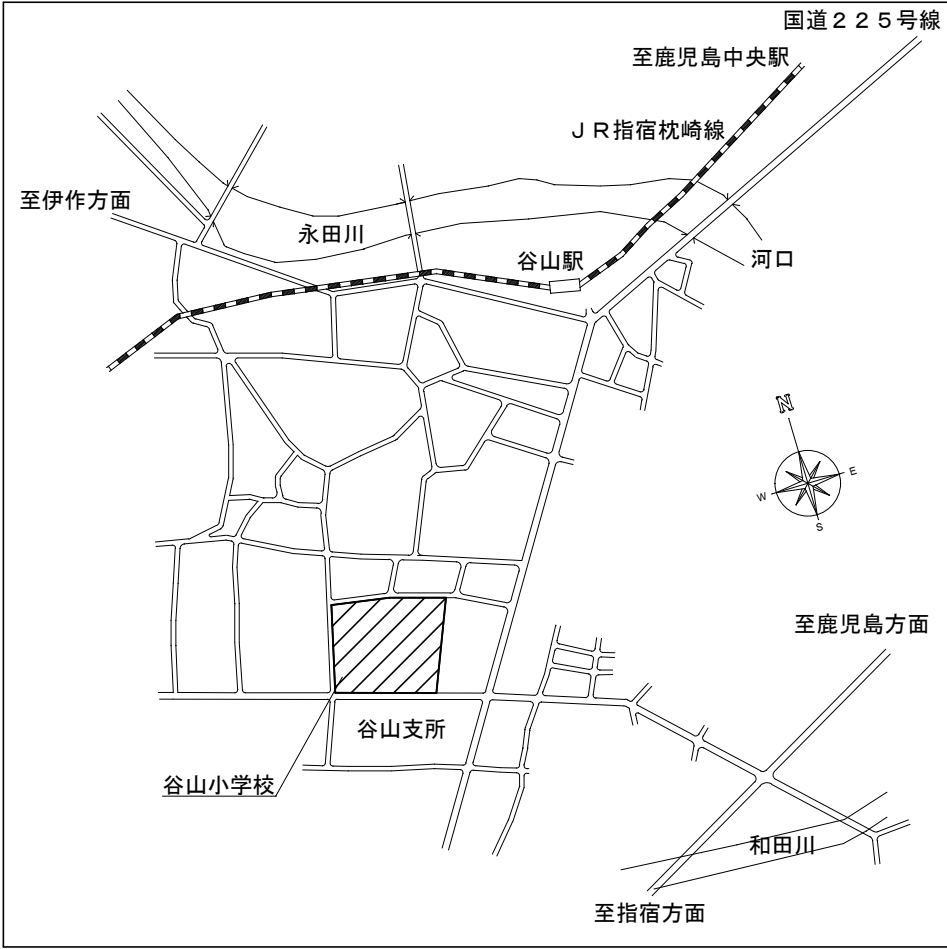 国道２２５号線
至鹿児島中央駅
ＪＲ指宿枕崎線
至伊作方面
永田川
谷山駅
河口
N
W
E
S
至鹿児島方面
谷山支所
谷山小学校
和田川
至指宿方面